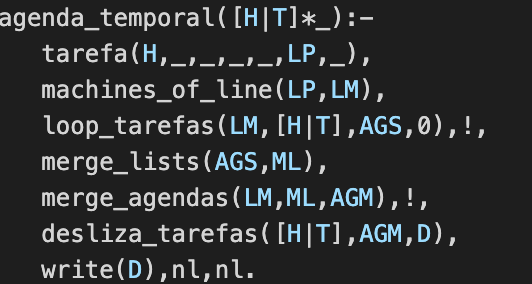 agenda_temporal([H|T]*_):-
tarefa(H,_,_,_,_,LP,_),
machines_of_line(LP,LM),
loop_tarefas(LM,[H|T],AGS,0),!,
merge_lists(AGS,ML),
merge_agendas(LM,ML,AGM),!,
desliza_tarefas([H|T],AGM,D),
write(D),nl,nl.